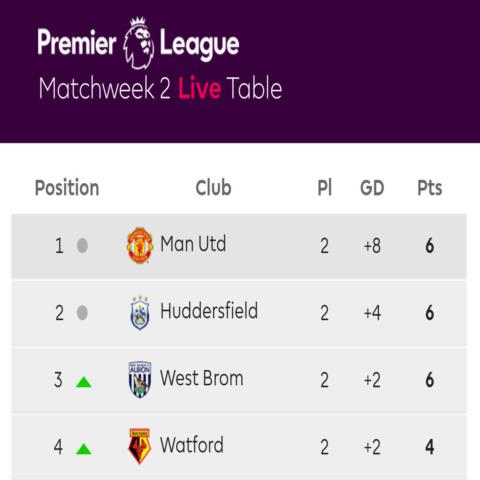 Premier League
Matchweek 2 Live Table
Position Club Pl GD Pts
1 Man Utd 2 +8 6
2 Huddersfield 2 +4 6
3 West Brom 2 +2 6
4 Watford 2 +2 4